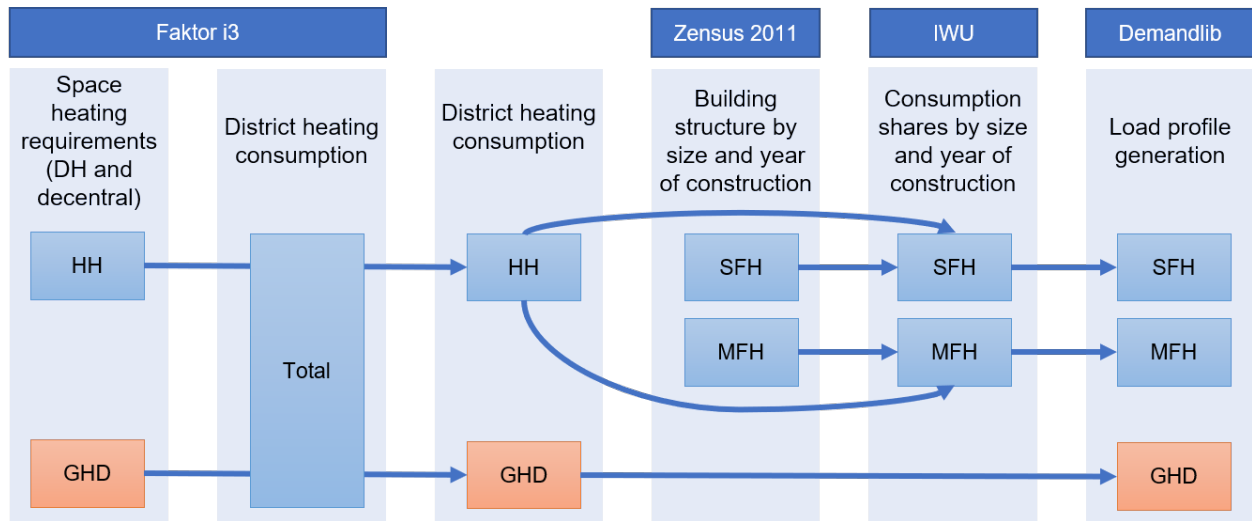 Faktor i3
Zensus 2011
IWU
Demandlib
Space
heating
requirements
(DH and
decentral)
District heating
consumption
District heating
consumption
Building
structure by
size and year
of construction
Consumption
shares by size
and year of
construction
Load profile
generation
HH
Total
HH
SFH
SFH
SFH
MFH
MFH
MFH
GHD
GHD
GHD